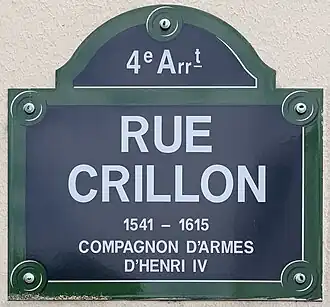 4e Arrt
RUE
CRILLON
1541 – 1615
COMPAGNON D'ARMES
D'HENRI IV